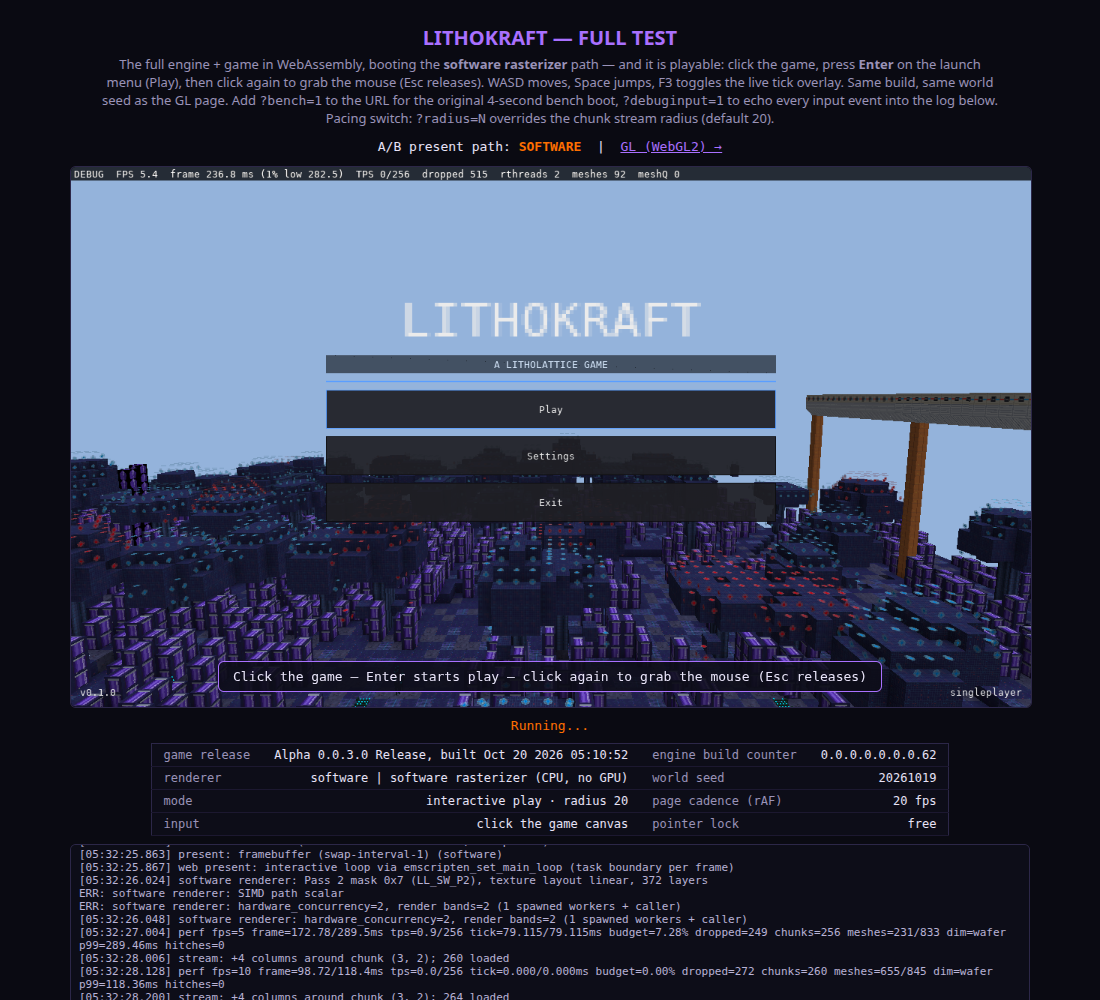 LITHOKRAFT — FULL TEST
The full engine + game in WebAssembly, booting the software rasterizer path — and it is playable: click the game, press Enter on the launch
menu (Play), then click again to grab the mouse (Esc releases). WASD moves, Space jumps, F3 toggles the live tick overlay. Same build, same world
seed as the GL page. Add ?bench=1 to the URL for the original 4-second bench boot, ?debuginput=1 to echo every input event into the log below.
Pacing switch: ?radius=N overrides the chunk stream radius (default 20).
A/B present path: SOFTWARE | GL (WebGL2) →
DEBUG FPS 5.4 frame 236.8 ms (1% low 282.5) TPS 0/256 dropped 515 rthreads 2 meshes 92 meshQ 0
LITHOKRAFT
A LITHOLATTICE GAME
Play
Settings
Exit
Click the game — Enter starts play — click again to grab the mouse (Esc releases)
v0.1.0 singleplayer
Running...
game release Alpha 0.0.3.0 Release, built Oct 20 2026 05:10:52 engine build counter 0.0.0.0.0.0.0.62
renderer software | software rasterizer (CPU, no GPU) world seed 20261019
mode interactive play · radius 20 page cadence (rAF) 20 fps
input click the game canvas pointer lock free
[05:32:25.863] present: framebuffer (swap-interval-1) (software)
[05:32:25.867] web present: interactive loop via emscripten_set_main_loop (task boundary per frame)
[05:32:26.024] software renderer: Pass 2 mask 0x7 (LL_SW_P2), texture layout linear, 372 layers
ERR: software renderer: SIMD path scalar
ERR: software renderer: hardware_concurrency=2, render bands=2 (1 spawned workers + caller)
[05:32:26.048] software renderer: hardware_concurrency=2, render bands=2 (1 spawned workers + caller)
[05:32:27.004] perf fps=5 frame=172.78/289.5ms tps=0.9/256 tick=79.115/79.115ms budget=7.28% dropped=249 chunks=256 meshes=231/833 dim=wafer
p99=289.46ms hitches=0
[05:32:28.006] stream: +4 columns around chunk (3, 2); 260 loaded
[05:32:28.128] perf fps=10 frame=98.72/118.4ms tps=0.0/256 tick=0.000/0.000ms budget=0.00% dropped=272 chunks=260 meshes=655/845 dim=wafer
p99=118.36ms hitches=0
[05:32:28.200] stream: +4 columns around chunk (3, 2); 264 loaded